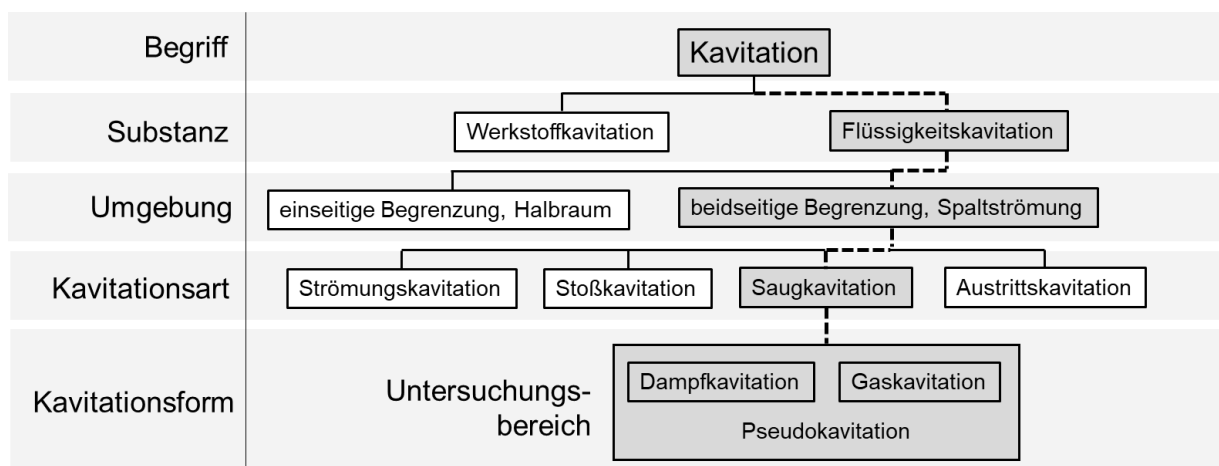 Begriff
Kavitation
Substanz
Werkstoffkavitation
Flüssigkeitskavitation
Umgebung
einseitige Begrenzung, Halbraum
beidseitige Begrenzung, Spaltströmung
Kavitationsart
Strömungskavitation
Stoßkavitation
Saugkavitation
Austrittskavitation
Kavitationsform
Untersuchungs-
bereich
Dampfkavitation
Gaskavitation
Pseudokavitation